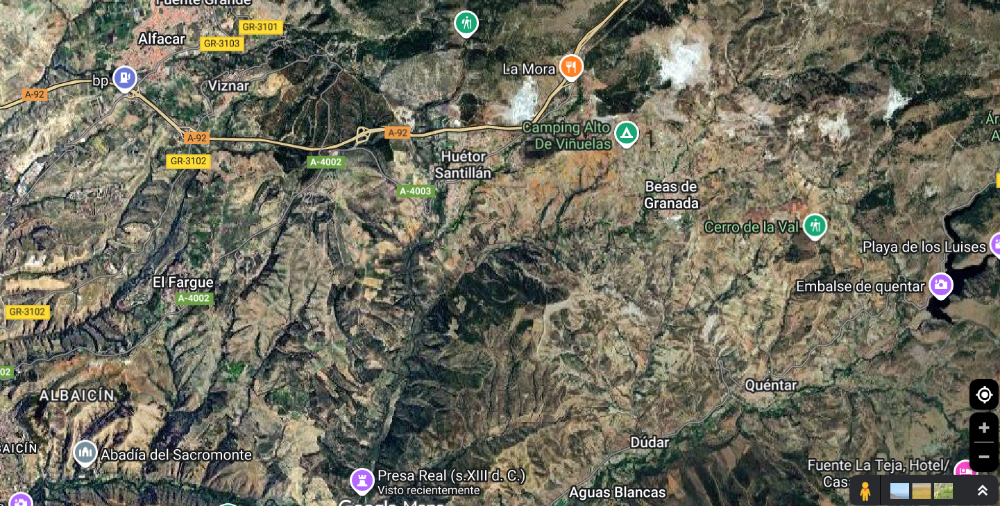 Fuente Grande
GR-3101
Alfacar
GR-3103
La Mora
bp
Víznar
A-92
A-92
A-92
Camping Alto
De Viñuelas
GR-3102
A-4002
Huétor
Santillán
A-4003
Beas de
Granada
Cerro de la Val
Playa de los Luises
Embalse de quentar
El Fargue
A-4002
GR-3102
02
Quéntar
ALBAICÍN
Dúdar
BAICÍN
Abadía del Sacromonte
Fuente La Teja, Hotel/
Presa Real (s.XIII d. C.)
Visto recientemente
Aguas Blancas
Google Maps